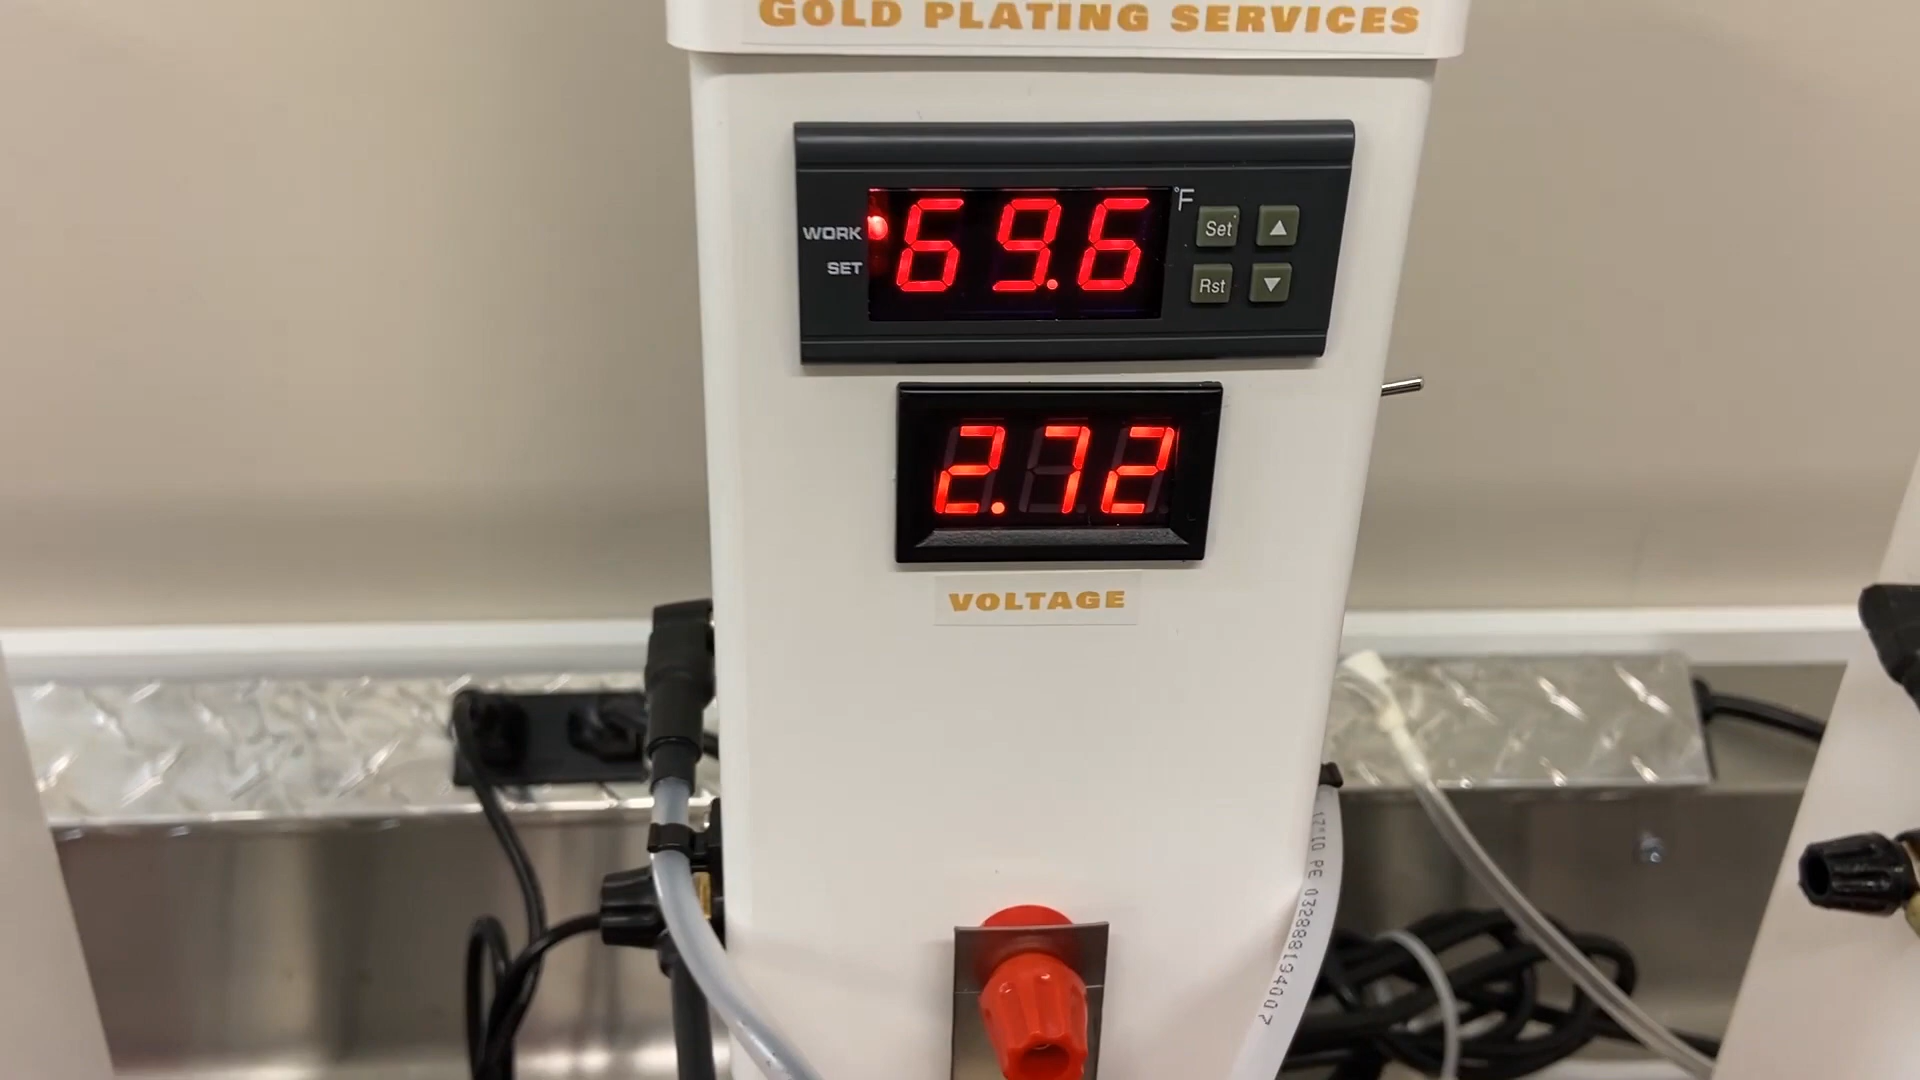 GOLD PLATING SERVICES
°F
WORK
SET
69.6
Set
▲
Rst
▼
2.72
VOLTAGE